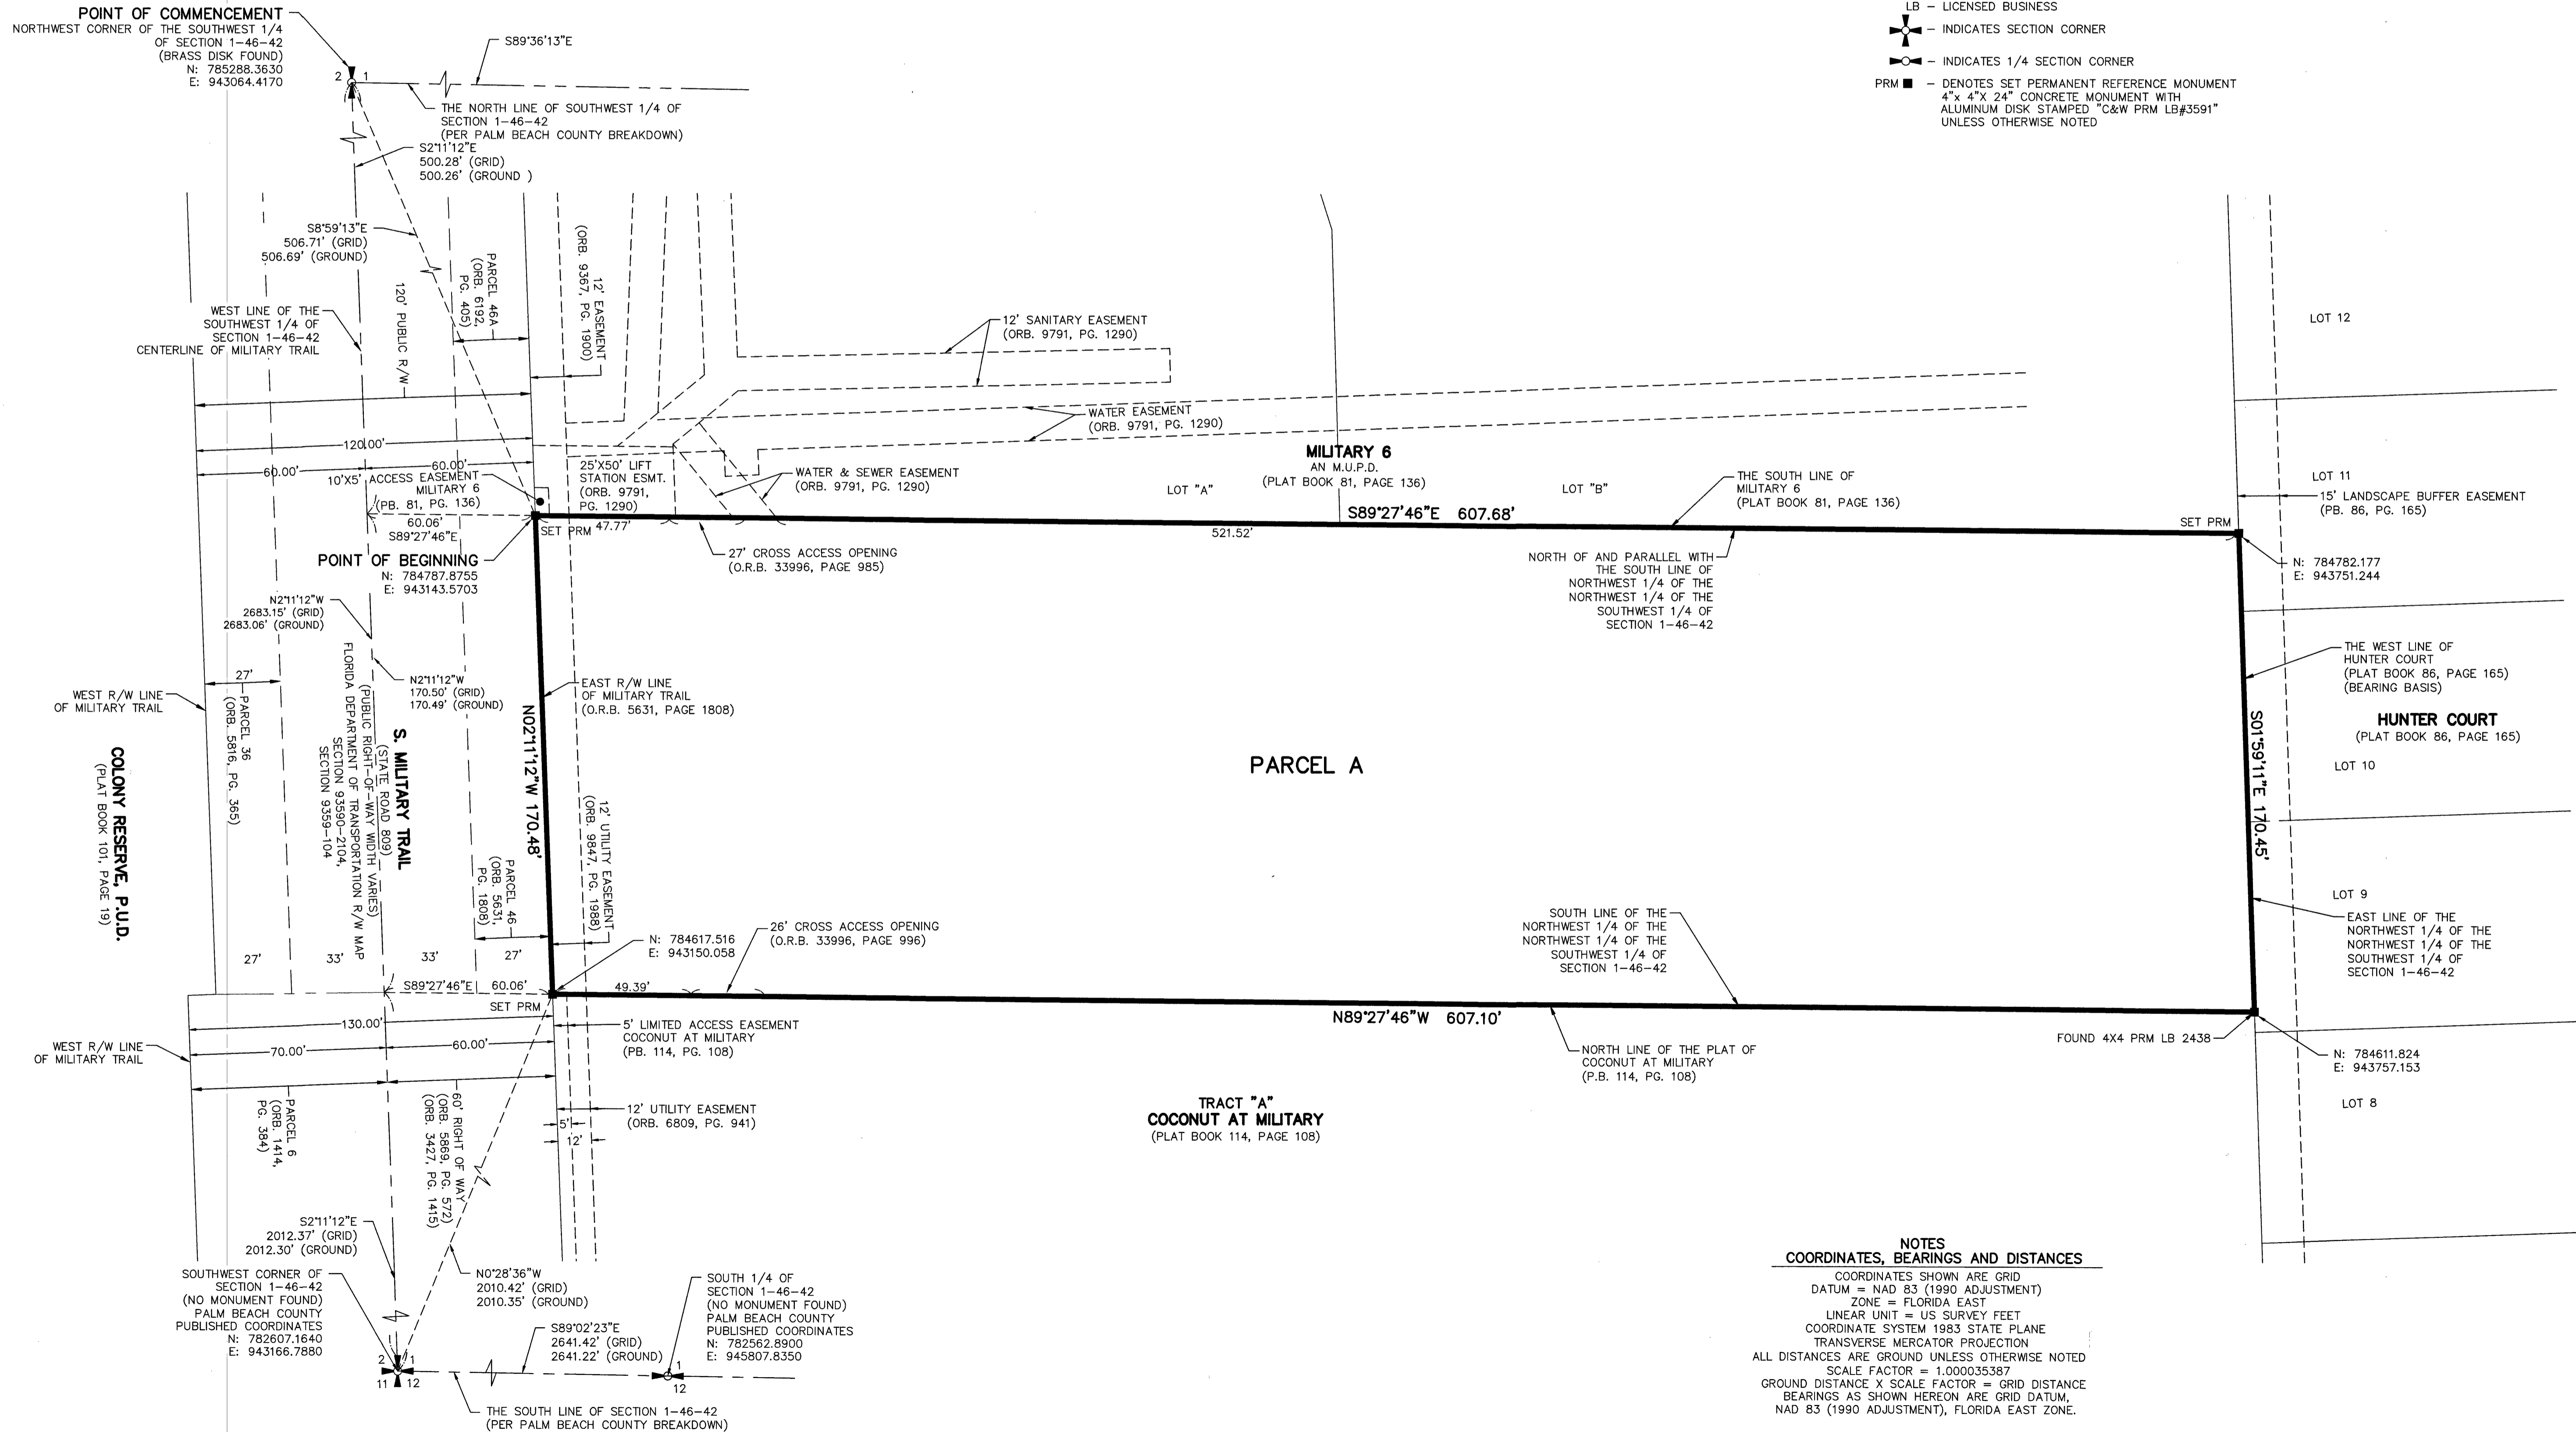 POINT OF COMMENCEMENT
NORTHWEST CORNER OF THE SOUTHWEST 1/4
OF SECTION 1-46-42
(BRASS DISK FOUND)
N: 785288.3630
E: 943064.4170
2
1
S89°36'13"E
THE NORTH LINE OF SOUTHWEST 1/4 OF
SECTION 1-46-42
(PER PALM BEACH COUNTY BREAKDOWN)
S2°11'12"E
500.28' (GRID)
500.26' (GROUND )
LB - LICENSED BUSINESS
- INDICATES SECTION CORNER
- INDICATES 1/4 SECTION CORNER
PRM ■ - DENOTES SET PERMANENT REFERENCE MONUMENT
4"x 4"X 24" CONCRETE MONUMENT WITH
ALUMINUM DISK STAMPED "C&W PRM LB#3591"
UNLESS OTHERWISE NOTED
S8°59'13"E
506.71' (GRID)
506.69' (GROUND)
WEST LINE OF THE
SOUTHWEST 1/4 OF
SECTION 1-46-42
CENTERLINE OF MILITARY TRAIL
120' PUBLIC R/W
PARCEL 46A
(ORB. 6192,
PG. 405)
12' EASEMENT
(ORB. 9367, PG. 1900)
12' SANITARY EASEMENT
(ORB. 9791, PG. 1290)
WATER EASEMENT
(ORB. 9791, PG. 1290)
LOT 12
120.00'
60.00'
60.00'
10'X5' ACCESS EASEMENT
MILITARY 6
(PB. 81, PG. 136)
25'X50' LIFT
STATION ESMT.
(ORB. 9791,
PG. 1290)
WATER & SEWER EASEMENT
(ORB. 9791, PG. 1290)
MILITARY 6
AN M.U.P.D.
(PLAT BOOK 81, PAGE 136)
LOT "A"
LOT "B"
THE SOUTH LINE OF
MILITARY 6
(PLAT BOOK 81, PAGE 136)
LOT 11
15' LANDSCAPE BUFFER EASEMENT
(PB. 86, PG. 165)
60.06'
S89°27'46"E
SET PRM
47.77'
S89°27'46"E 607.68'
521.52'
SET PRM
POINT OF BEGINNING
N: 784787.8755
E: 943143.5703
27' CROSS ACCESS OPENING
(O.R.B. 33996, PAGE 985)
NORTH OF AND PARALLEL WITH
THE SOUTH LINE OF
NORTHWEST 1/4 OF THE
NORTHWEST 1/4 OF THE
SOUTHWEST 1/4 OF
SECTION 1-46-42
N: 784782.177
E: 943751.244
N2°11'12"W
2683.15' (GRID)
2683.06' (GROUND)
N2°11'12"W
170.50' (GRID)
170.49' (GROUND)
EAST R/W LINE
OF MILITARY TRAIL
(O.R.B. 5631, PAGE 1808)
THE WEST LINE OF
HUNTER COURT
(PLAT BOOK 86, PAGE 165)
(BEARING BASIS)
WEST R/W LINE
OF MILITARY TRAIL
27'
PARCEL 36
(ORB. 5816, PG. 365)
COLONY RESERVE, P.U.D.
(PLAT BOOK 101, PAGE 19)
S. MILITARY TRAIL
(STATE ROAD 809)
(PUBLIC RIGHT-OF-WAY WIDTH VARIES)
FLORIDA DEPARTMENT OF TRANSPORTATION R/W MAP
SECTION 93590-2104,
SECTION 9359-104
N02°11'12"W 170.48'
12' UTILITY EASEMENT
(ORB. 9847, PG. 1988)
PARCEL 46
(ORB. 5631,
PG. 1808)
PARCEL A
S01°59'11"E 170.45'
HUNTER COURT
(PLAT BOOK 86, PAGE 165)
LOT 10
LOT 9
EAST LINE OF THE
NORTHWEST 1/4 OF THE
NORTHWEST 1/4 OF THE
SOUTHWEST 1/4 OF
SECTION 1-46-42
27'
33'
33'
27'
N: 784617.516
E: 943150.058
26' CROSS ACCESS OPENING
(O.R.B. 33996, PAGE 996)
SOUTH LINE OF THE
NORTHWEST 1/4 OF THE
NORTHWEST 1/4 OF THE
SOUTHWEST 1/4 OF
SECTION 1-46-42
S89°27'46"E
60.06'
SET PRM
49.39'
N89°27'46"W 607.10'
130.00'
70.00'
60.00'
WEST R/W LINE
OF MILITARY TRAIL
5' LIMITED ACCESS EASEMENT
COCONUT AT MILITARY
(PB. 114, PG. 108)
NORTH LINE OF THE PLAT OF
COCONUT AT MILITARY
(P.B. 114, PG. 108)
FOUND 4X4 PRM LB 2438
N: 784611.824
E: 943757.153
LOT 8
PARCEL 6
(ORB. 1414,
PG. 384)
60' RIGHT OF WAY
(ORB. 5869, PG. 572)
(ORB. 3427, PG. 1415)
12' UTILITY EASEMENT
(ORB. 6809, PG. 941)
5'
12'
TRACT "A"
COCONUT AT MILITARY
(PLAT BOOK 114, PAGE 108)
S2°11'12"E
2012.37' (GRID)
2012.30' (GROUND)
SOUTHWEST CORNER OF
SECTION 1-46-42
(NO MONUMENT FOUND)
PALM BEACH COUNTY
PUBLISHED COORDINATES
N: 782607.1640
E: 943166.7880
N0°28'36"W
2010.42' (GRID)
2010.35' (GROUND)
S89°02'23"E
2641.42' (GRID)
2641.22' (GROUND)
SOUTH 1/4 OF
SECTION 1-46-42
(NO MONUMENT FOUND)
PALM BEACH COUNTY
PUBLISHED COORDINATES
N: 782562.8900
E: 945807.8350
2
1
11
12
1
12
THE SOUTH LINE OF SECTION 1-46-42
(PER PALM BEACH COUNTY BREAKDOWN)
NOTES
COORDINATES, BEARINGS AND DISTANCES
COORDINATES SHOWN ARE GRID
DATUM = NAD 83 (1990 ADJUSTMENT)
ZONE = FLORIDA EAST
LINEAR UNIT = US SURVEY FEET
COORDINATE SYSTEM 1983 STATE PLANE
TRANSVERSE MERCATOR PROJECTION
ALL DISTANCES ARE GROUND UNLESS OTHERWISE NOTED
SCALE FACTOR = 1.000035387
GROUND DISTANCE X SCALE FACTOR = GRID DISTANCE
BEARINGS AS SHOWN HEREON ARE GRID DATUM,
NAD 83 (1990 ADJUSTMENT), FLORIDA EAST ZONE.